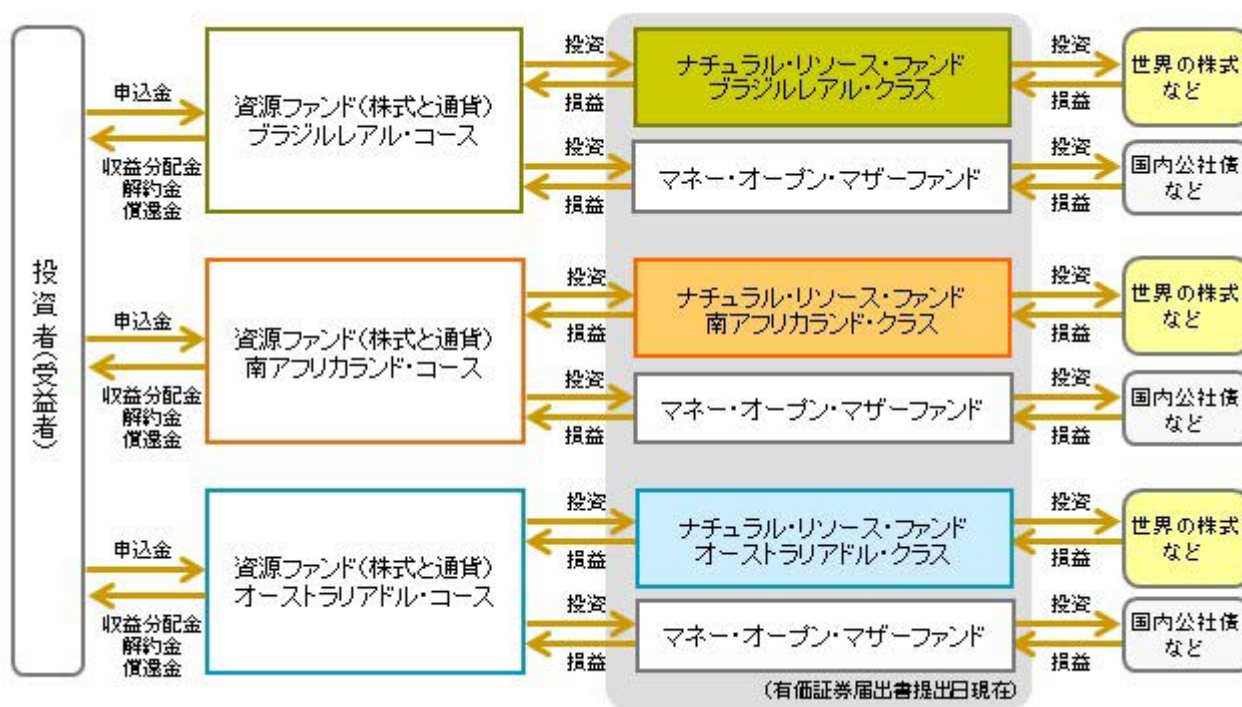 投資者(受益者)
申込金
収益分配金
解約金
償還金
資源ファンド(株式と通貨)
ブラジルレアル・コース
投資
損益
投資
損益
ナチュラル・リソース・ファンド
ブラジルレアル・クラス
マネー・オープン・マザーファンド
投資
損益
投資
損益
世界の株式
など
国内公社債
など
申込金
収益分配金
解約金
償還金
資源ファンド(株式と通貨)
南アフリカランド・コース
投資
損益
投資
損益
ナチュラル・リソース・ファンド
南アフリカランド・クラス
マネー・オープン・マザーファンド
投資
損益
投資
損益
世界の株式
など
国内公社債
など
申込金
収益分配金
解約金
償還金
資源ファンド(株式と通貨)
オーストラリアドル・コース
投資
損益
投資
損益
ナチュラル・リソース・ファンド
オーストラリアドル・クラス
マネー・オープン・マザーファンド
投資
損益
投資
損益
世界の株式
など
国内公社債
など
(有価証券届出書提出日現在)